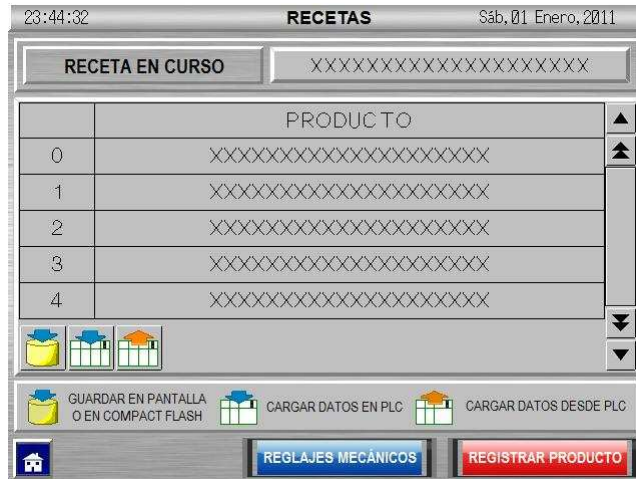 23:44:32 RECETAS Sáb,01 Enero,2011
RECETA EN CURSO XXXXXXXXXXXXXXXXXXXX
PRODUCTO
0 XXXXXXXXXXXXXXXXXXXX
1 XXXXXXXXXXXXXXXXXXXX
2 XXXXXXXXXXXXXXXXXXXX
3 XXXXXXXXXXXXXXXXXXXX
4 XXXXXXXXXXXXXXXXXXXX
GUARDAR EN PANTALLA
O EN COMPACT FLASH
CARGAR DATOS EN PLC
CARGAR DATOS DESDE PLC
REGLAJES MECÁNICOS
REGISTRAR PRODUCTO